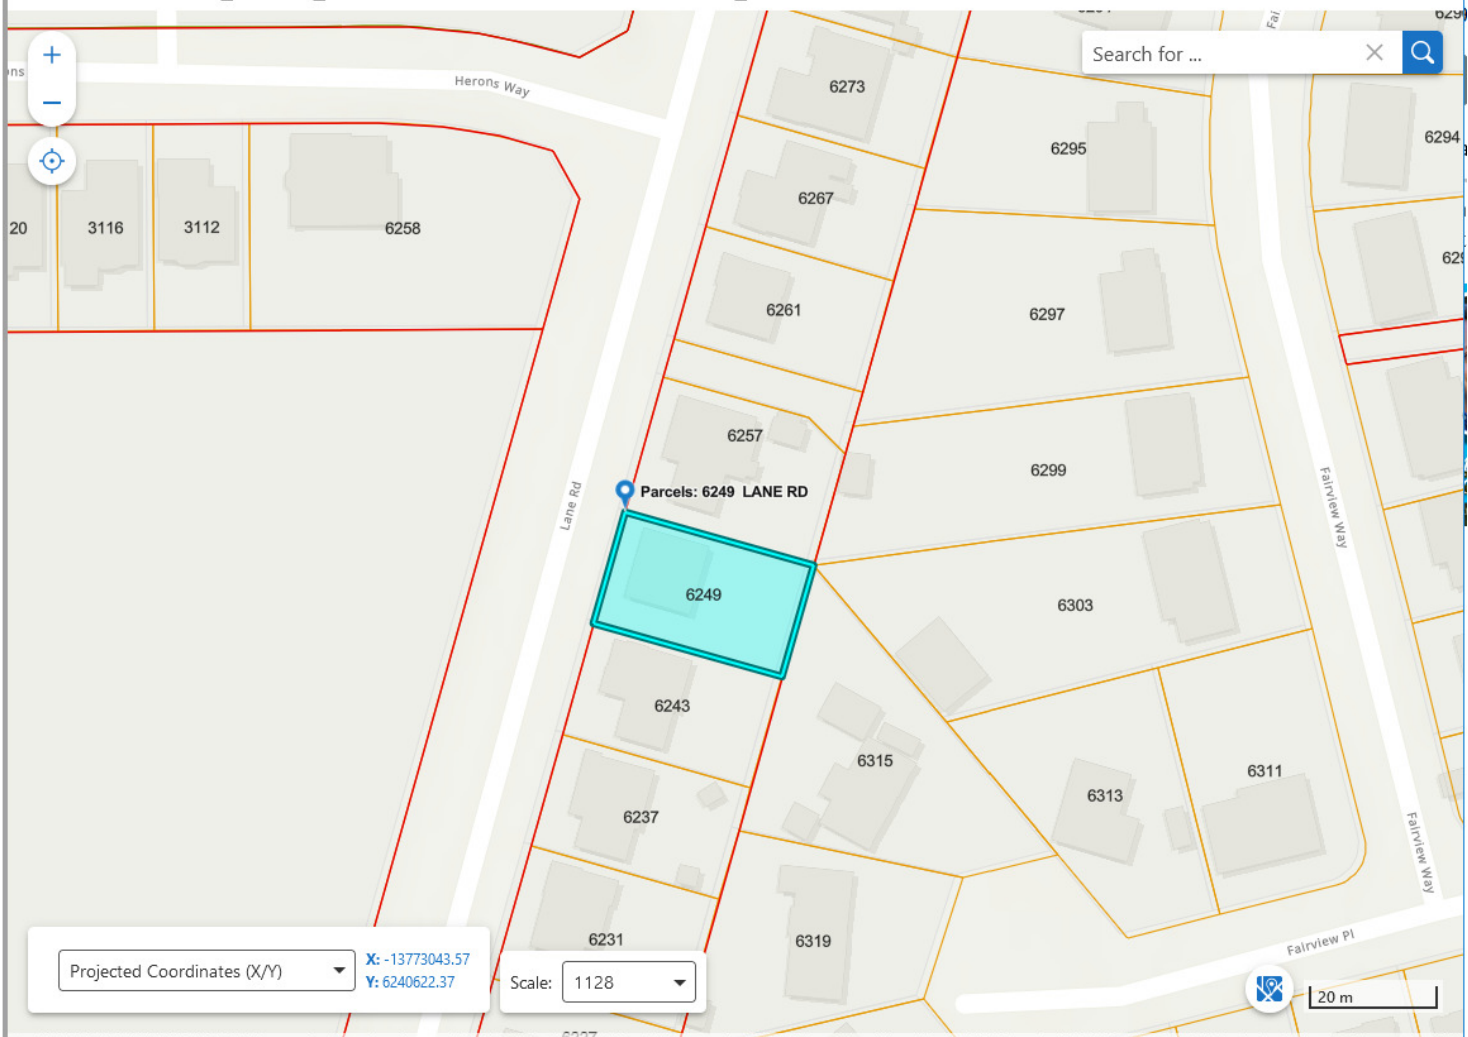 Herons Way
Search for ...
6273
6295
6294
6267
20
3116
3112
6258
6261
6297
6257
6299
Parcels: 6249 LANE RD
Lane Rd
Fairview Way
6249
6303
6243
6315
6311
6313
6237
Fairview Way
6231
6319
Fairview Pl
Projected Coordinates (X/Y)
X: -13773043.57
Y: 6240622.37
Scale:
1128
20 m